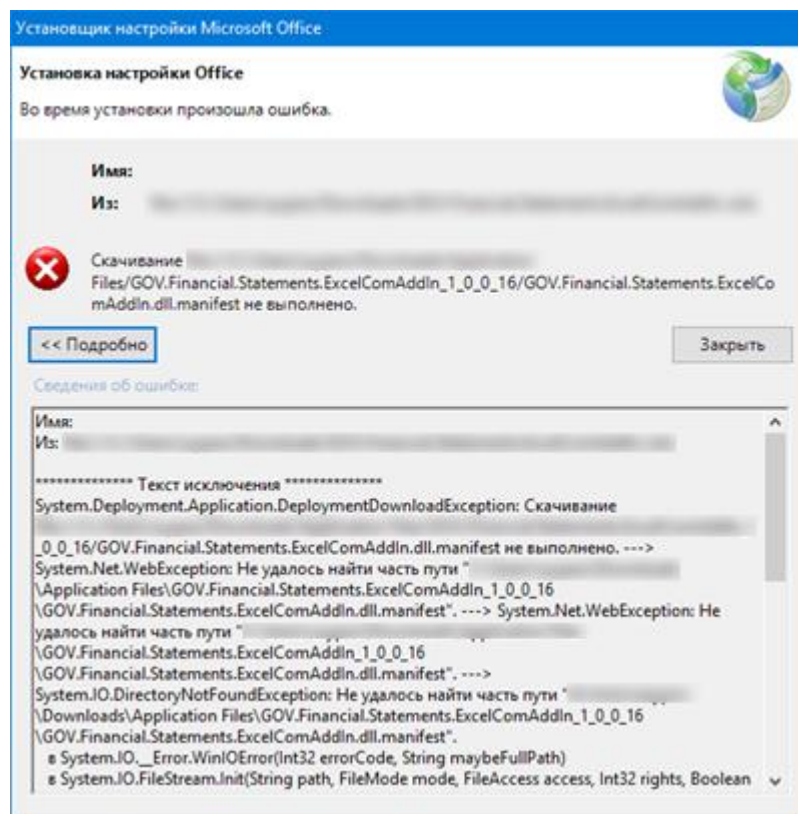 Установщик настройки Microsoft Office
Установка настройки Office
Во время установки произошла ошибка.
Имя:
Из:
Скачивание
Files/GOV.Financial.Statements.ExcelComAddIn_1_0_0_16/GOV.Financial.Statements.ExcelCo
mAddIn.dll.manifest не выполнено.
<< Подробно
Закрыть
Сведения об ошибке:
Имя:
Из:
************** Текст исключения **************
System.Deployment.Application.DeploymentDownloadException: Скачивание
_0_0_16/GOV.Financial.Statements.ExcelComAddIn.dll.manifest не выполнено. --->
System.Net.WebException: Не удалось найти часть пути "
\Application Files\GOV.Financial.Statements.ExcelComAddIn_1_0_0_16
\GOV.Financial.Statements.ExcelComAddIn.dll.manifest". ---> System.Net.WebException: Не
удалось найти часть пути "
\GOV.Financial.Statements.ExcelComAddIn_1_0_0_16
\GOV.Financial.Statements.ExcelComAddIn.dll.manifest". --->
System.IO.DirectoryNotFoundException: Не удалось найти часть пути "
\Downloads\Application Files\GOV.Financial.Statements.ExcelComAddIn_1_0_0_16
\GOV.Financial.Statements.ExcelComAddIn.dll.manifest".
в System.IO.__Error.WinIOError(Int32 errorCode, String maybeFullPath)
в System.IO.FileStream.Init(String path, FileMode mode, FileAccess access, Int32 rights, Boolean